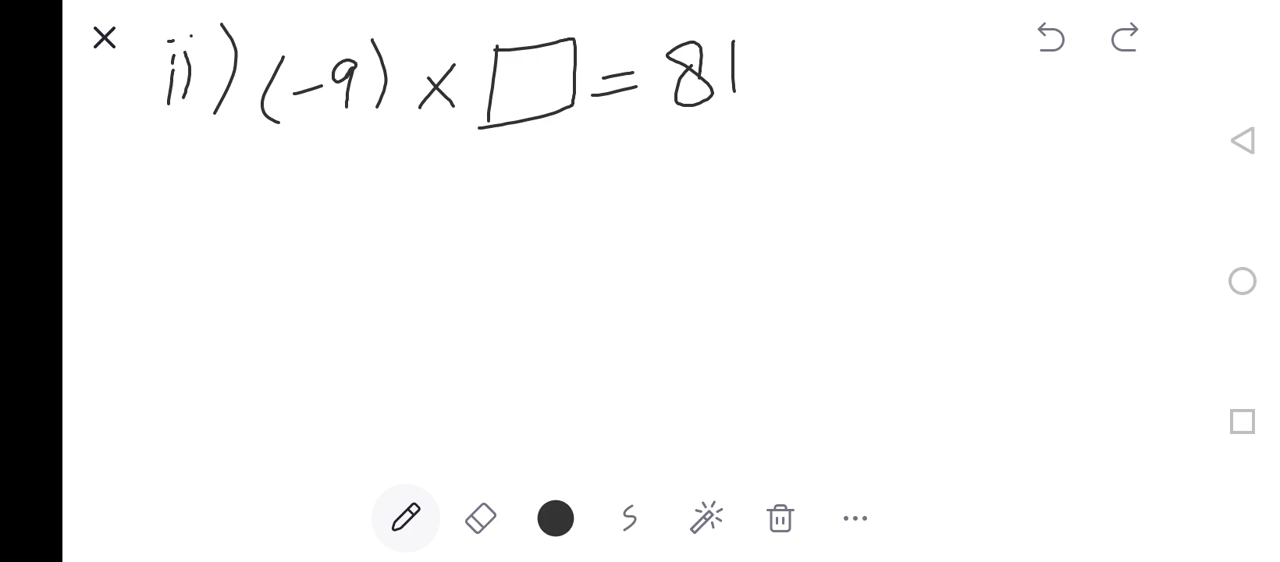 ii) (-9) × □ = 81